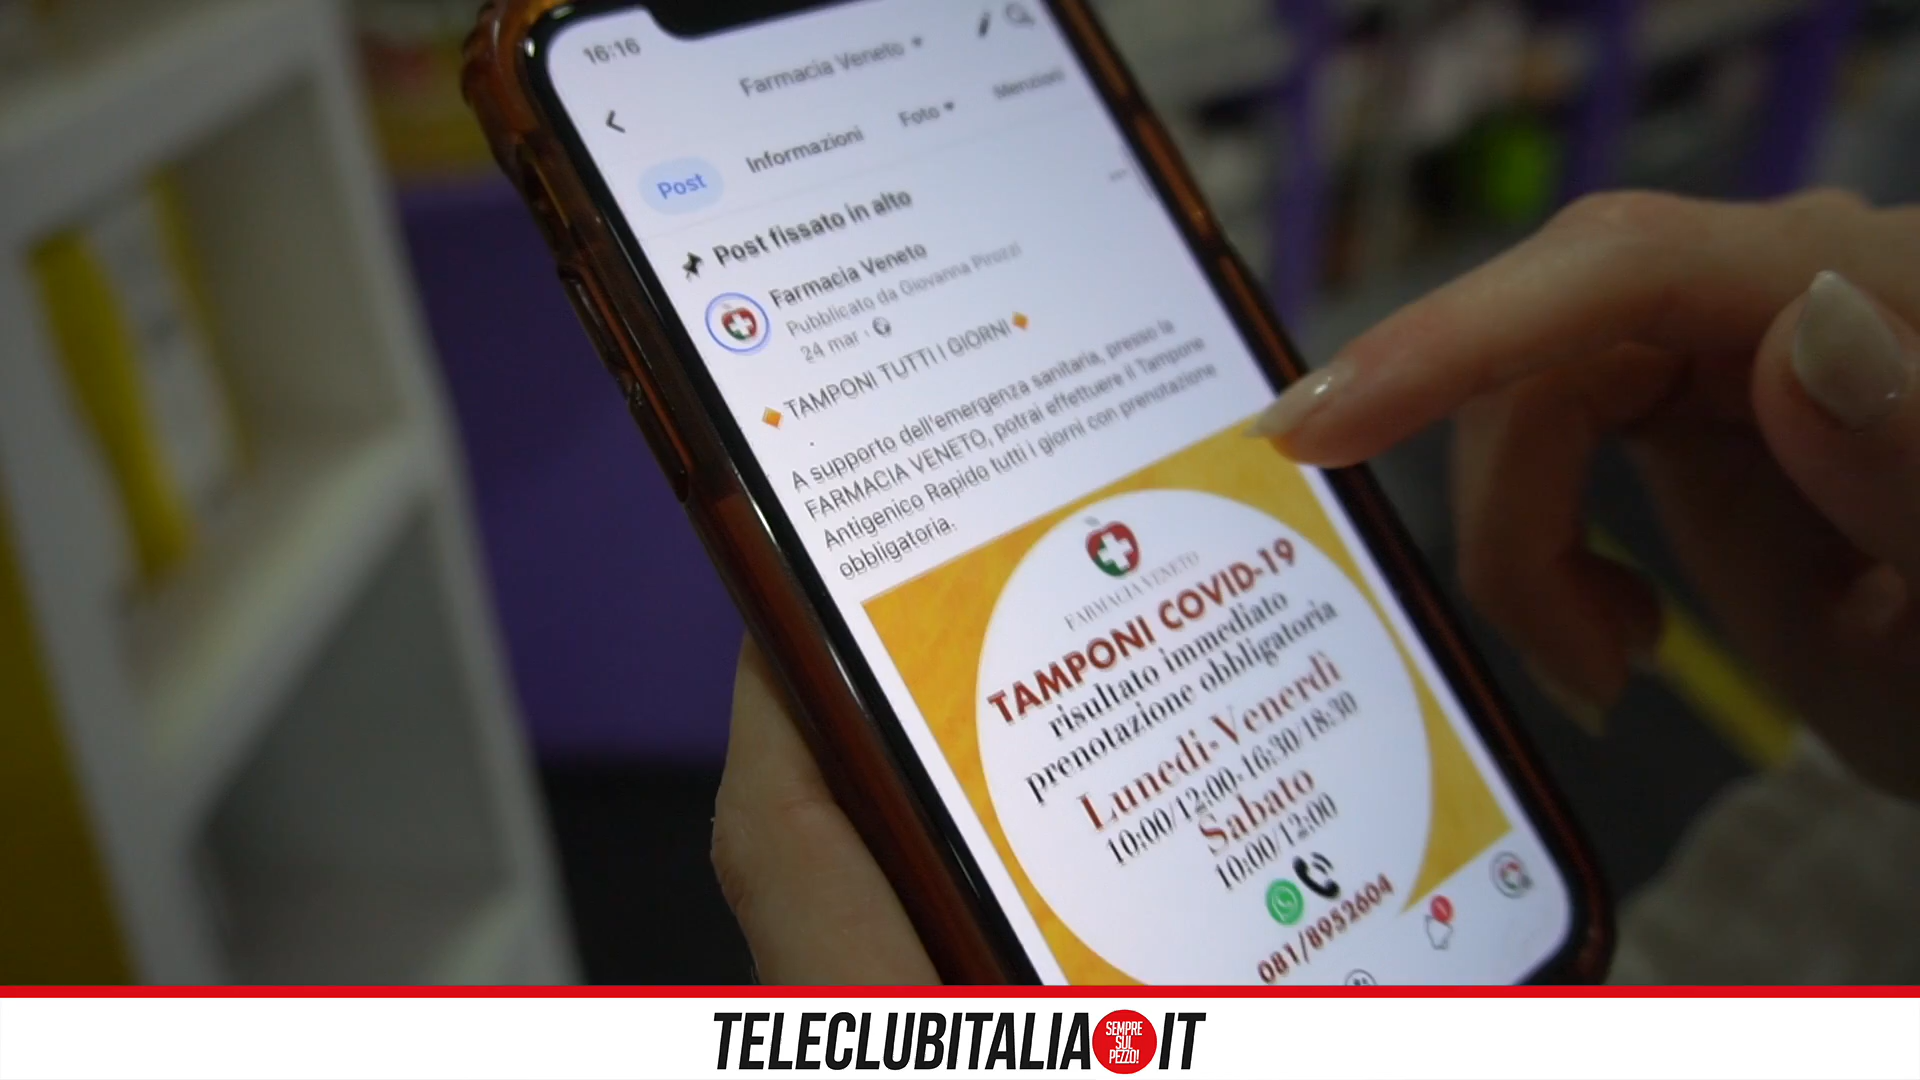 16:16
Farmacia Veneto
Post
Informazioni
Foto
Menzioni
Post fissato in alto
Farmacia Veneto
Pubblicato da Giovanna Pirozzi
24 mar ·
🔸TAMPONI TUTTI I GIORNI🔸
.
A supporto dell'emergenza sanitaria, presso la
FARMACIA VENETO, potrai effettuere il Tampone
Antigenico Rapido tutti i giorni con prenotazione
obbligatoria.
FARMACIA VENETO
TAMPONI COVID-19
risultato immediato
prenotazione obbligatoria
Lunedì-Venerdì
10:00/12:00-16:30/18:30
Sabato
10:00/12:00
081/8952604
1
TELECLUBITALIA.IT
SEMPRE
SUL
PEZZO!